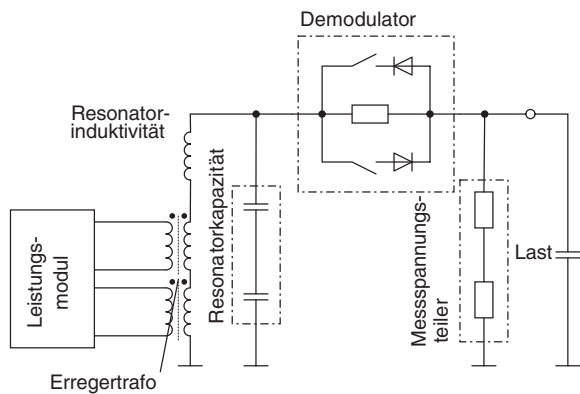 Demodulator
Resonator-
induktivität
Resonatorkapazität
Messspannungs-
teiler
Last
Leistungs-
modul
Erregertrafo